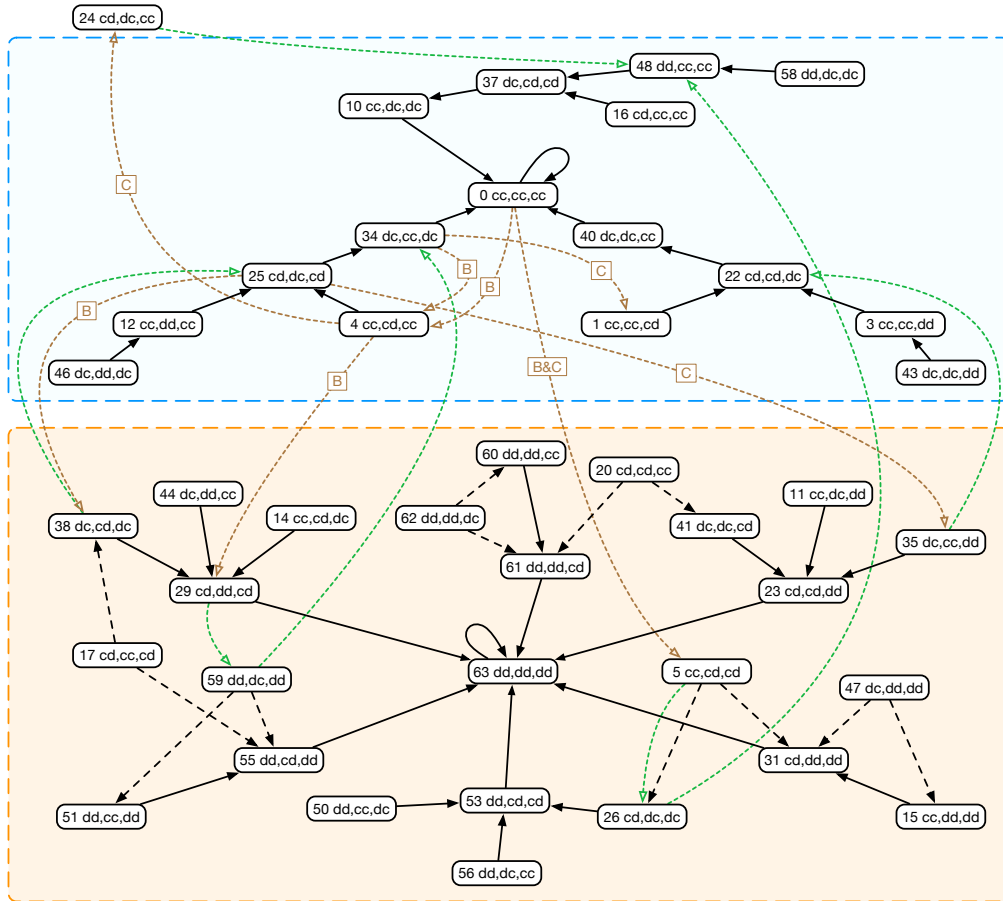 24 cd,dc,cc
48 dd,cc,cc
58 dd,dc,dc
37 dc,cd,cd
10 cc,dc,dc
16 cd,cc,cc
C
0 cc,cc,cc
34 dc,cc,dc
40 dc,dc,cc
B
C
25 cd,dc,cd
22 cd,cd,dc
B
B
12 cc,dd,cc
4 cc,cd,cc
1 cc,cc,cd
3 cc,cc,dd
46 dc,dd,dc
B
B&C
C
43 dc,dc,dd
60 dd,dd,cc
20 cd,cd,cc
44 dc,dd,cc
11 cc,dc,dd
38 dc,cd,dc
14 cc,cd,dc
62 dd,dd,dc
41 dc,dc,cd
35 dc,cc,dd
61 dd,dd,cd
29 cd,dd,cd
23 cd,cd,dd
17 cd,cc,cd
59 dd,dc,dd
63 dd,dd,dd
5 cc,cd,cd
47 dc,dd,dd
55 dd,cd,dd
31 cd,dd,dd
51 dd,cc,dd
50 dd,cc,dc
53 dd,cd,cd
26 cd,dc,dc
15 cc,dd,dd
56 dd,dc,cc